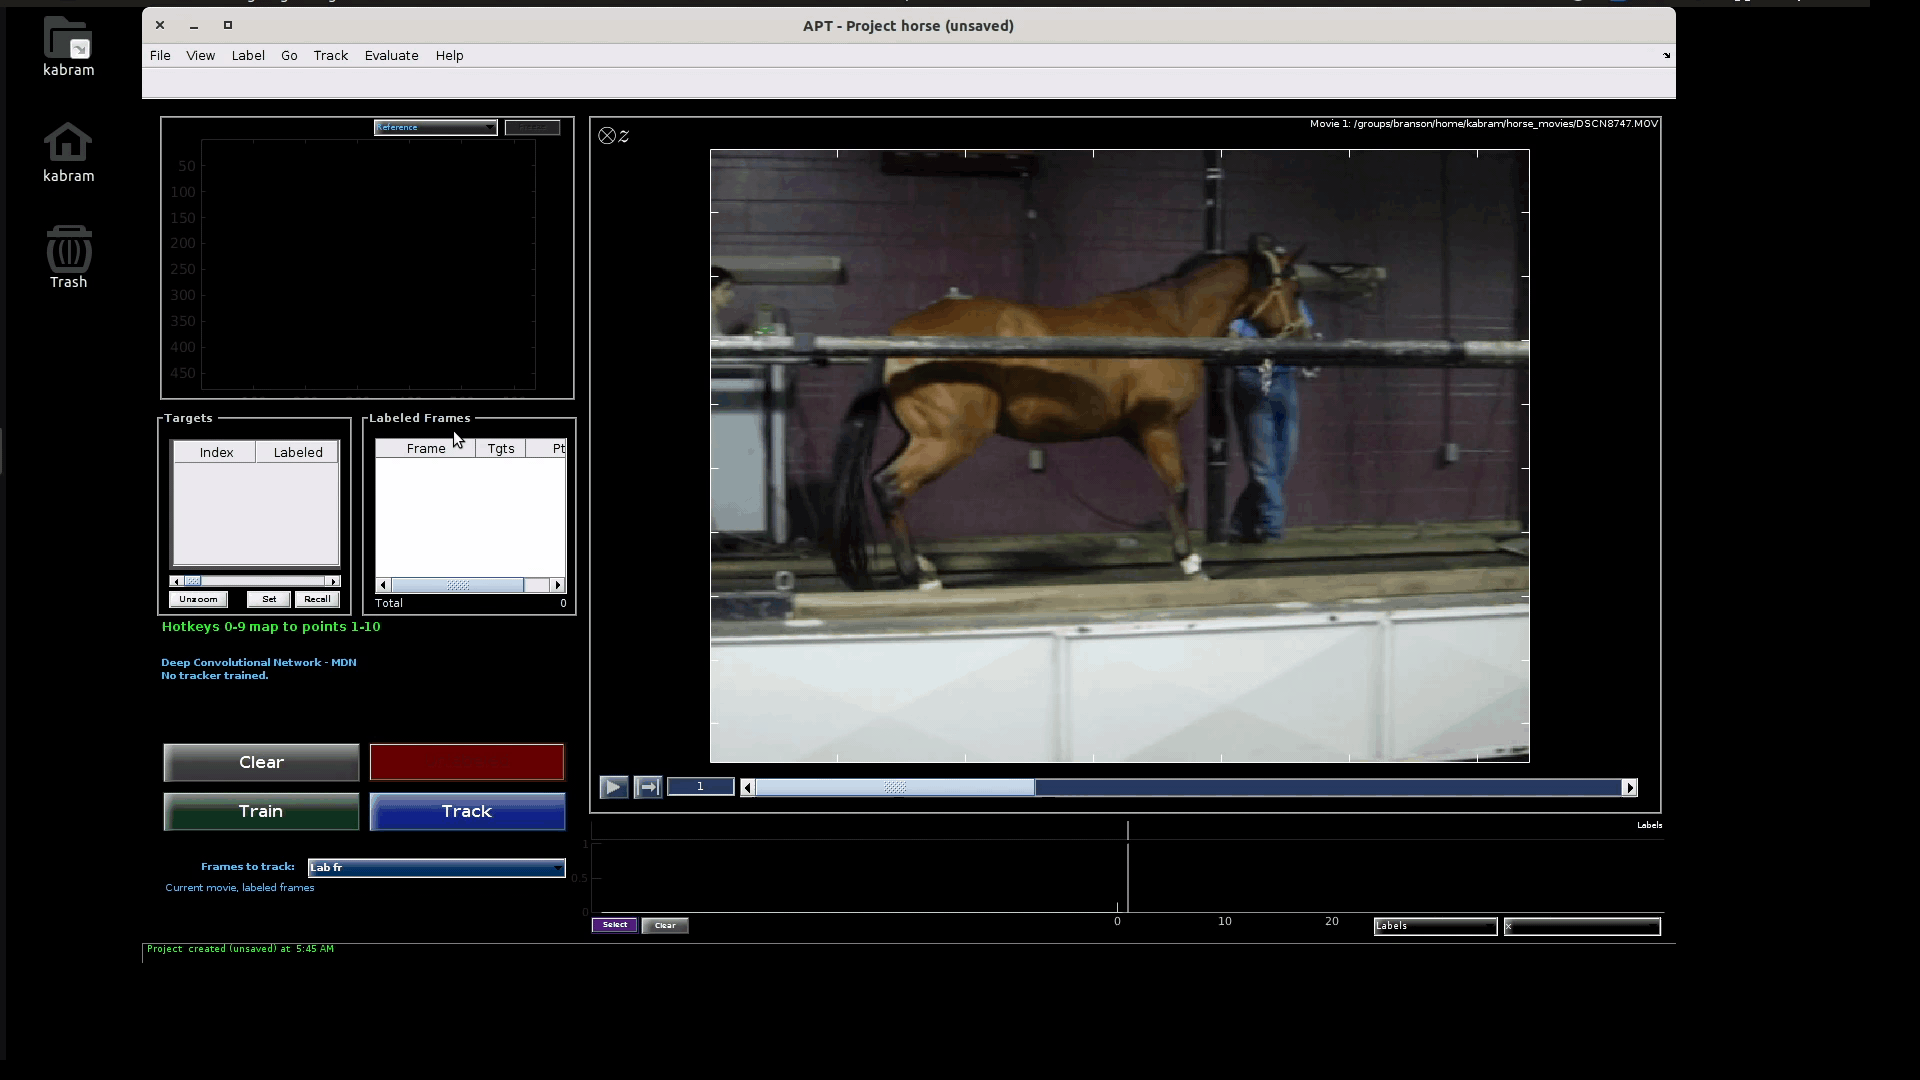 APT - Project horse (unsaved)
kabram
kabram
Trash
File View Label Go Track Evaluate Help
Reference
50
100
150
200
250
300
350
400
450
Targets
Index Labeled
Unzoom Set Recall
Labeled Frames
Frame Tgts Pt
Total 0
Hotkeys 0-9 map to points 1-10
Deep Convolutional Network - MDN
No tracker trained.
Clear
Train Track
Frames to track: Lab fr
Current movie, labeled frames
Movie 1: /groups/branson/home/kabram/horse_movies/DSCN8747.MOV
z
1
Labels
1
0.5
0
0 10 20
Select Clear
Labels x
Project created (unsaved) at 5:45 AM